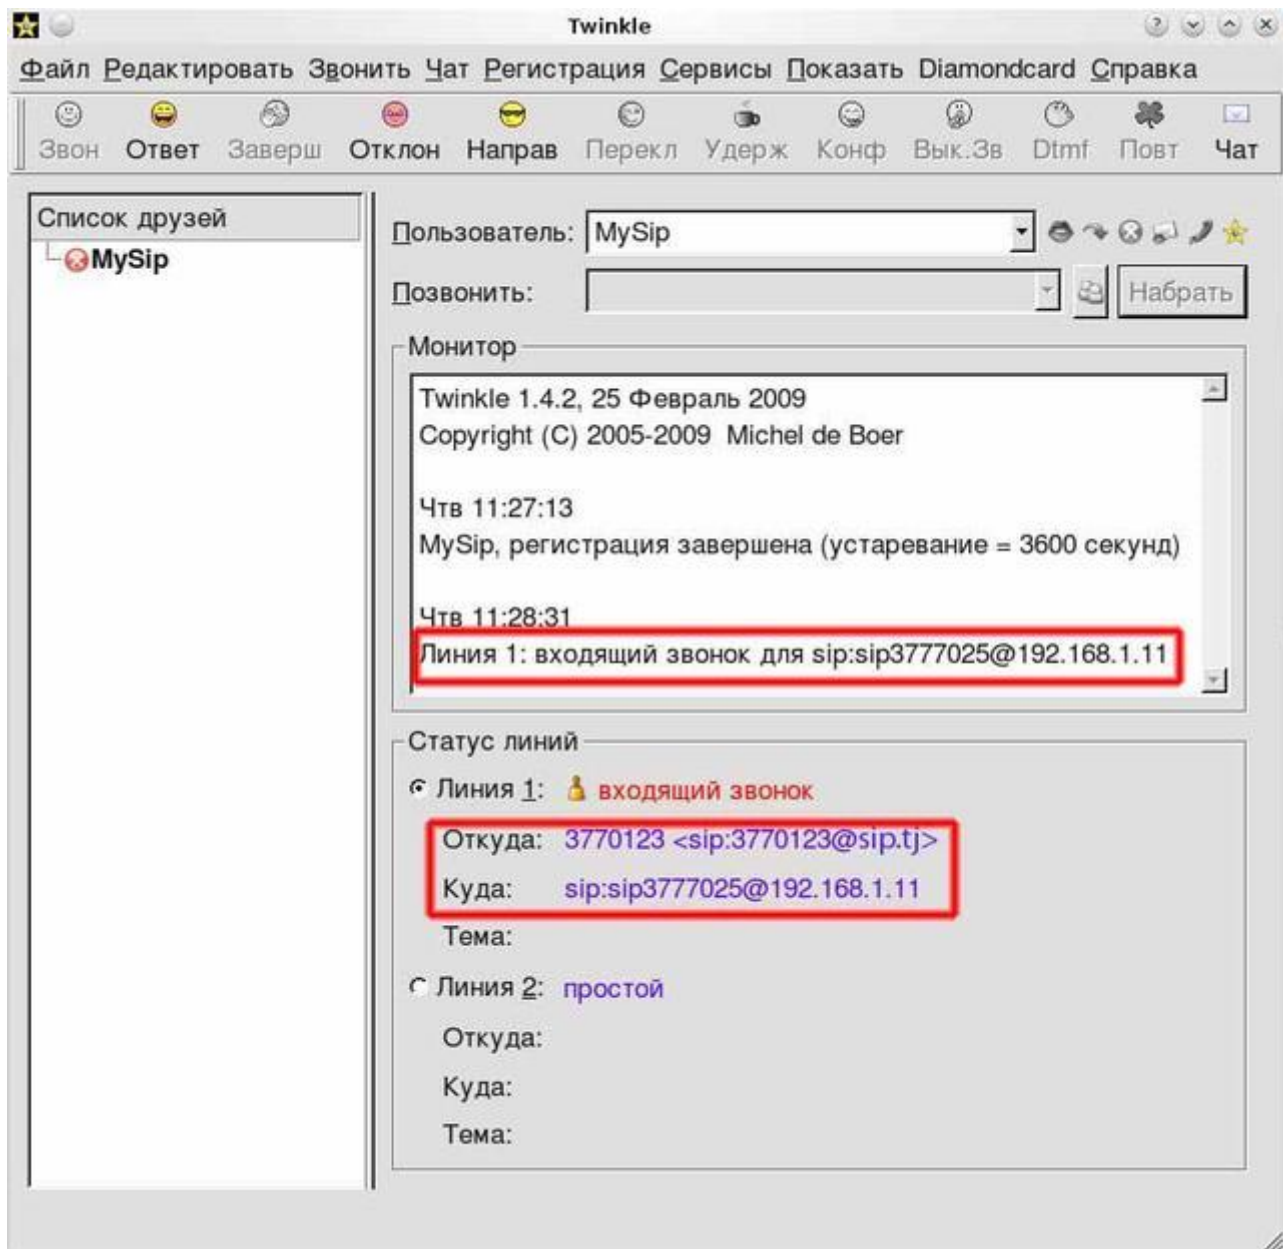 Twinkle
Файл Редактировать Звонить Чат Регистрация Сервисы Показать Diamondcard Справка
Звон Ответ Заверш Отклон Направ Перекл Удерж Конф Вык.Зв Dtmf Повт Чат
Список друзей
MySip
Пользователь: MySip
Позвонить: Набрать
Монитор
Twinkle 1.4.2, 25 Февраль 2009
Copyright (C) 2005-2009 Michel de Boer
Чтв 11:27:13
MySip, регистрация завершена (устаревание = 3600 секунд)
Чтв 11:28:31
Линия 1: входящий звонок для sip:sip3777025@192.168.1.11
Статус линий
Линия 1: входящий звонок
Откуда: 3770123 <sip:3770123@sip.tj>
Куда: sip:sip3777025@192.168.1.11
Тема:
Линия 2: простой
Откуда:
Куда:
Тема: